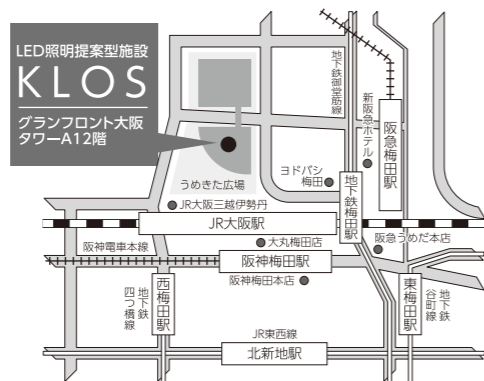 LED照明提案型施設
KLOS
グランフロント大阪
タワーA12階
うめきた広場
地下鉄御堂筋線
新阪急ホテル
阪急梅田駅
ヨドバシ
梅田
地下鉄梅田駅
JR大阪三越伊勢丹
JR大阪駅
大丸梅田店
阪急うめだ本店
阪神電車本線
阪神梅田駅
阪神梅田本店
西梅田駅
地下鉄
四つ橋線
東梅田駅
地下鉄
谷町線
JR東西線
北新地駅